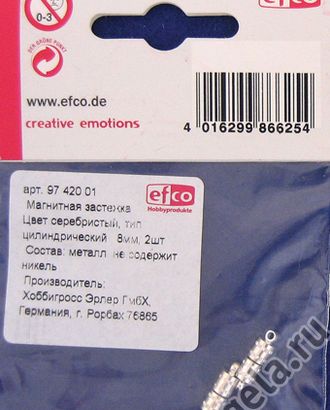 0-3
DER GRÜNE PUNKT
www.efco.de
creative emotions
4 016299 866254
арт. 97 420 01
Магнитная застежка
Цвет серебристый, тип
цилиндрический 8мм, 2шт
Состав: металл не содержит
никель
Производитель:
Хоббигросс Эрлер ГмбХ,
Германия, г. Рорбах 76865
efco
Hobbyprodukte
ela.ru